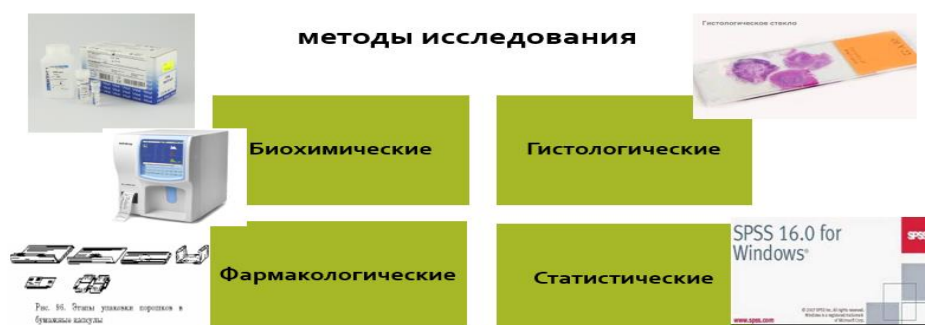 методы исследования
Гистологическое стекло
Биохимические
Гистологические
Фармакологические
Статистические
Рис. 96. Этапы упаковки порошков в
бумажные капсулы
SPSS 16.0 for
Windows®
SPSS
www.spss.com